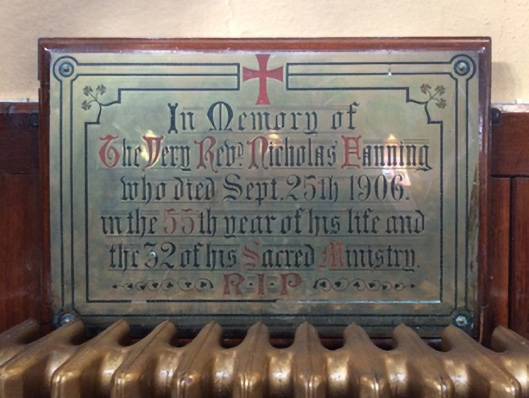 In Memory of
The Very Revd. Nicholas Fanning
who died Sept. 25th 1906.
in the 55th year of his life and
the 32 of his Sacred Ministry
R·I·P